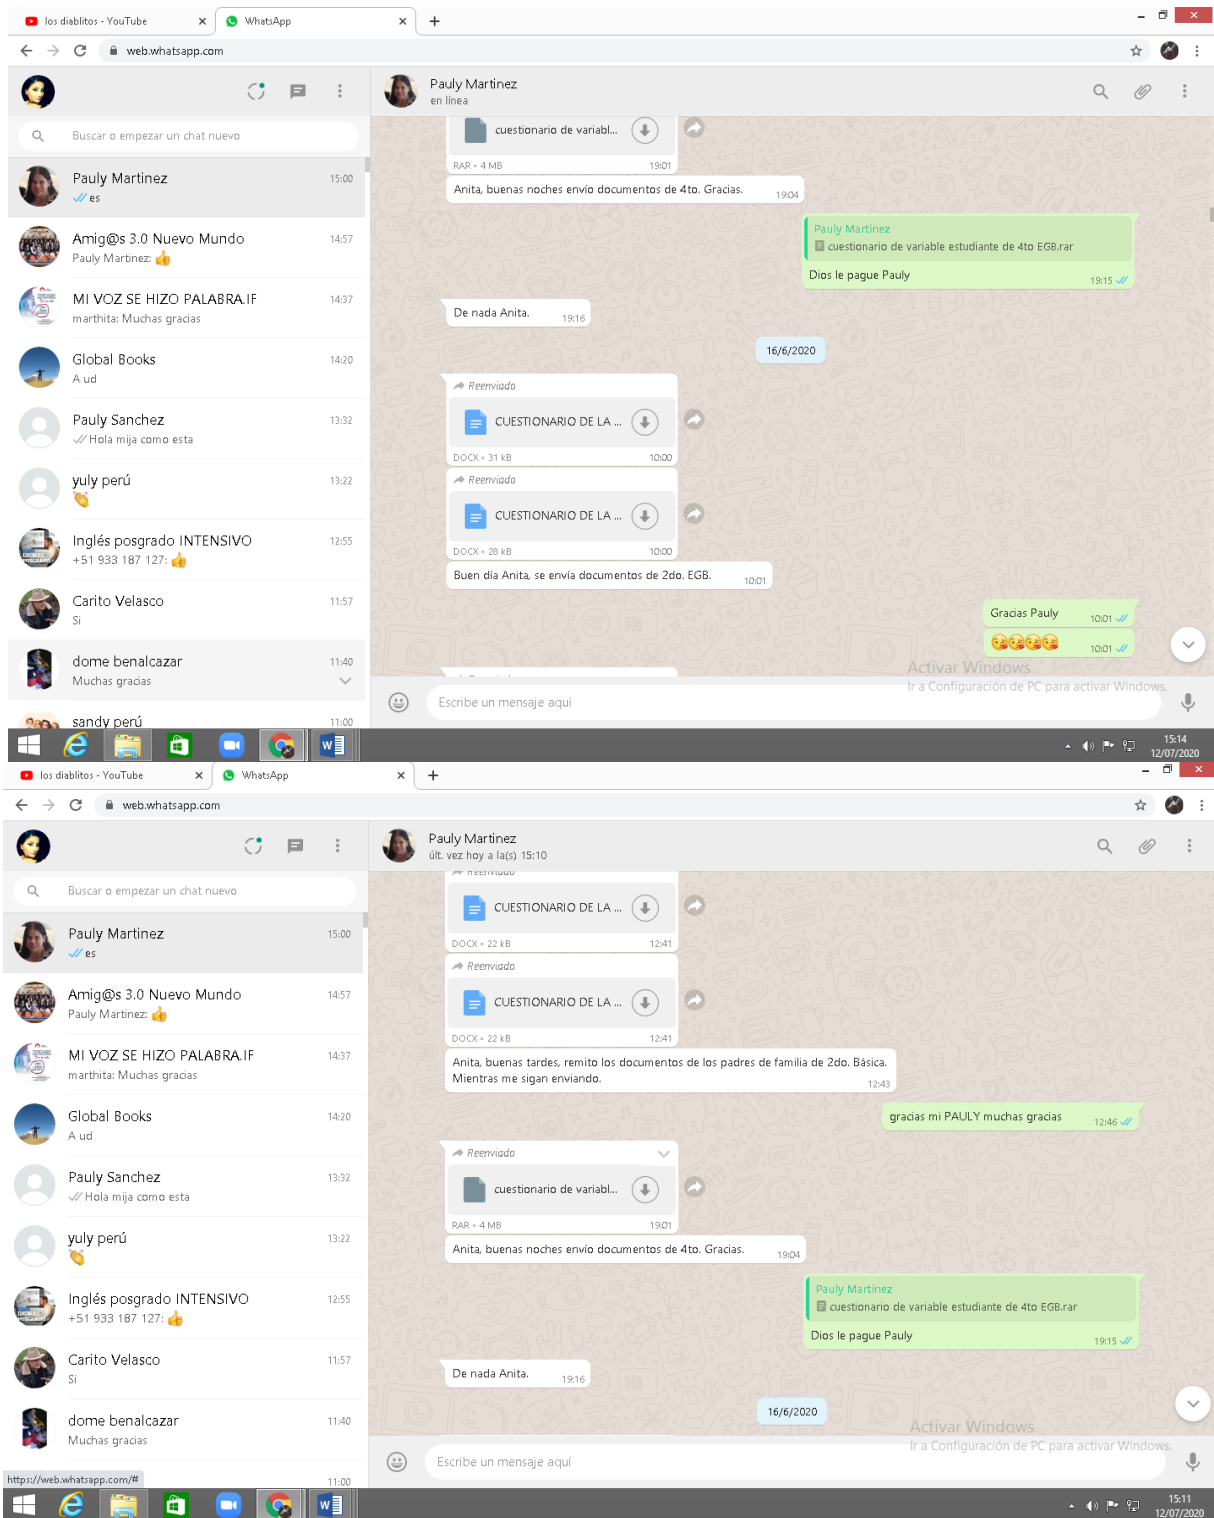 los diablitos - YouTube
WhatsApp
web.whatsapp.com
Pauly Martinez
en línea
Buscar o empezar un chat nuevo
Pauly Martinez 15:00
es
Amig@s 3.0 Nuevo Mundo 14:57
Pauly Martinez: 👍
MI VOZ SE HIZO PALABRA.IF 14:37
marthita: Muchas gracias
Global Books 14:20
A ud
Pauly Sanchez 13:32
Hola mija como esta
yuly perú 13:22
👏
Inglés posgrado INTENSIVO 12:55
+51 933 187 127: 👍
Carito Velasco 11:57
Si
dome benalcazar 11:40
Muchas gracias
sandy perú 11:00
cuestionario de variabl...
RAR • 4 MB 19:01
Anita, buenas noches envío documentos de 4to. Gracias. 19:04
Pauly Martinez
cuestionario de variable estudiante de 4to EGB.rar
Dios le pague Pauly 19:15
De nada Anita. 19:16
16/6/2020
Reenviado
CUESTIONARIO DE LA ...
DOCX • 31 kB 10:00
Reenviado
CUESTIONARIO DE LA ...
DOCX • 28 kB 10:00
Buen día Anita, se envía documentos de 2do. EGB. 10:01
Gracias Pauly 10:01
😘😘😘😘 10:01
Activar Windows
Ir a Configuración de PC para activar Windows.
Escribe un mensaje aquí
15:14
12/07/2020
los diablitos - YouTube
WhatsApp
web.whatsapp.com
Pauly Martinez
últ. vez hoy a la(s) 15:10
Buscar o empezar un chat nuevo
Pauly Martinez 15:00
es
Amig@s 3.0 Nuevo Mundo 14:57
Pauly Martinez: 👍
MI VOZ SE HIZO PALABRA.IF 14:37
marthita: Muchas gracias
Global Books 14:20
A ud
Pauly Sanchez 13:32
Hola mija como esta
yuly perú 13:22
👏
Inglés posgrado INTENSIVO 12:55
+51 933 187 127: 👍
Carito Velasco 11:57
Si
dome benalcazar 11:40
Muchas gracias
11:00
https://web.whatsapp.com/#
Reenviado
CUESTIONARIO DE LA ...
DOCX • 22 kB 12:41
Reenviado
CUESTIONARIO DE LA ...
DOCX • 22 kB 12:41
Anita, buenas tardes, remito los documentos de los padres de familia de 2do. Básica.
Mientras me sigan enviando. 12:43
gracias mi PAULY muchas gracias 12:46
Reenviado
cuestionario de variabl...
RAR • 4 MB 19:01
Anita, buenas noches envío documentos de 4to. Gracias. 19:04
Pauly Martinez
cuestionario de variable estudiante de 4to EGB.rar
Dios le pague Pauly 19:15
De nada Anita. 19:16
16/6/2020
Activar Windows
Ir a Configuración de PC para activar Windows.
Escribe un mensaje aquí
15:11
12/07/2020